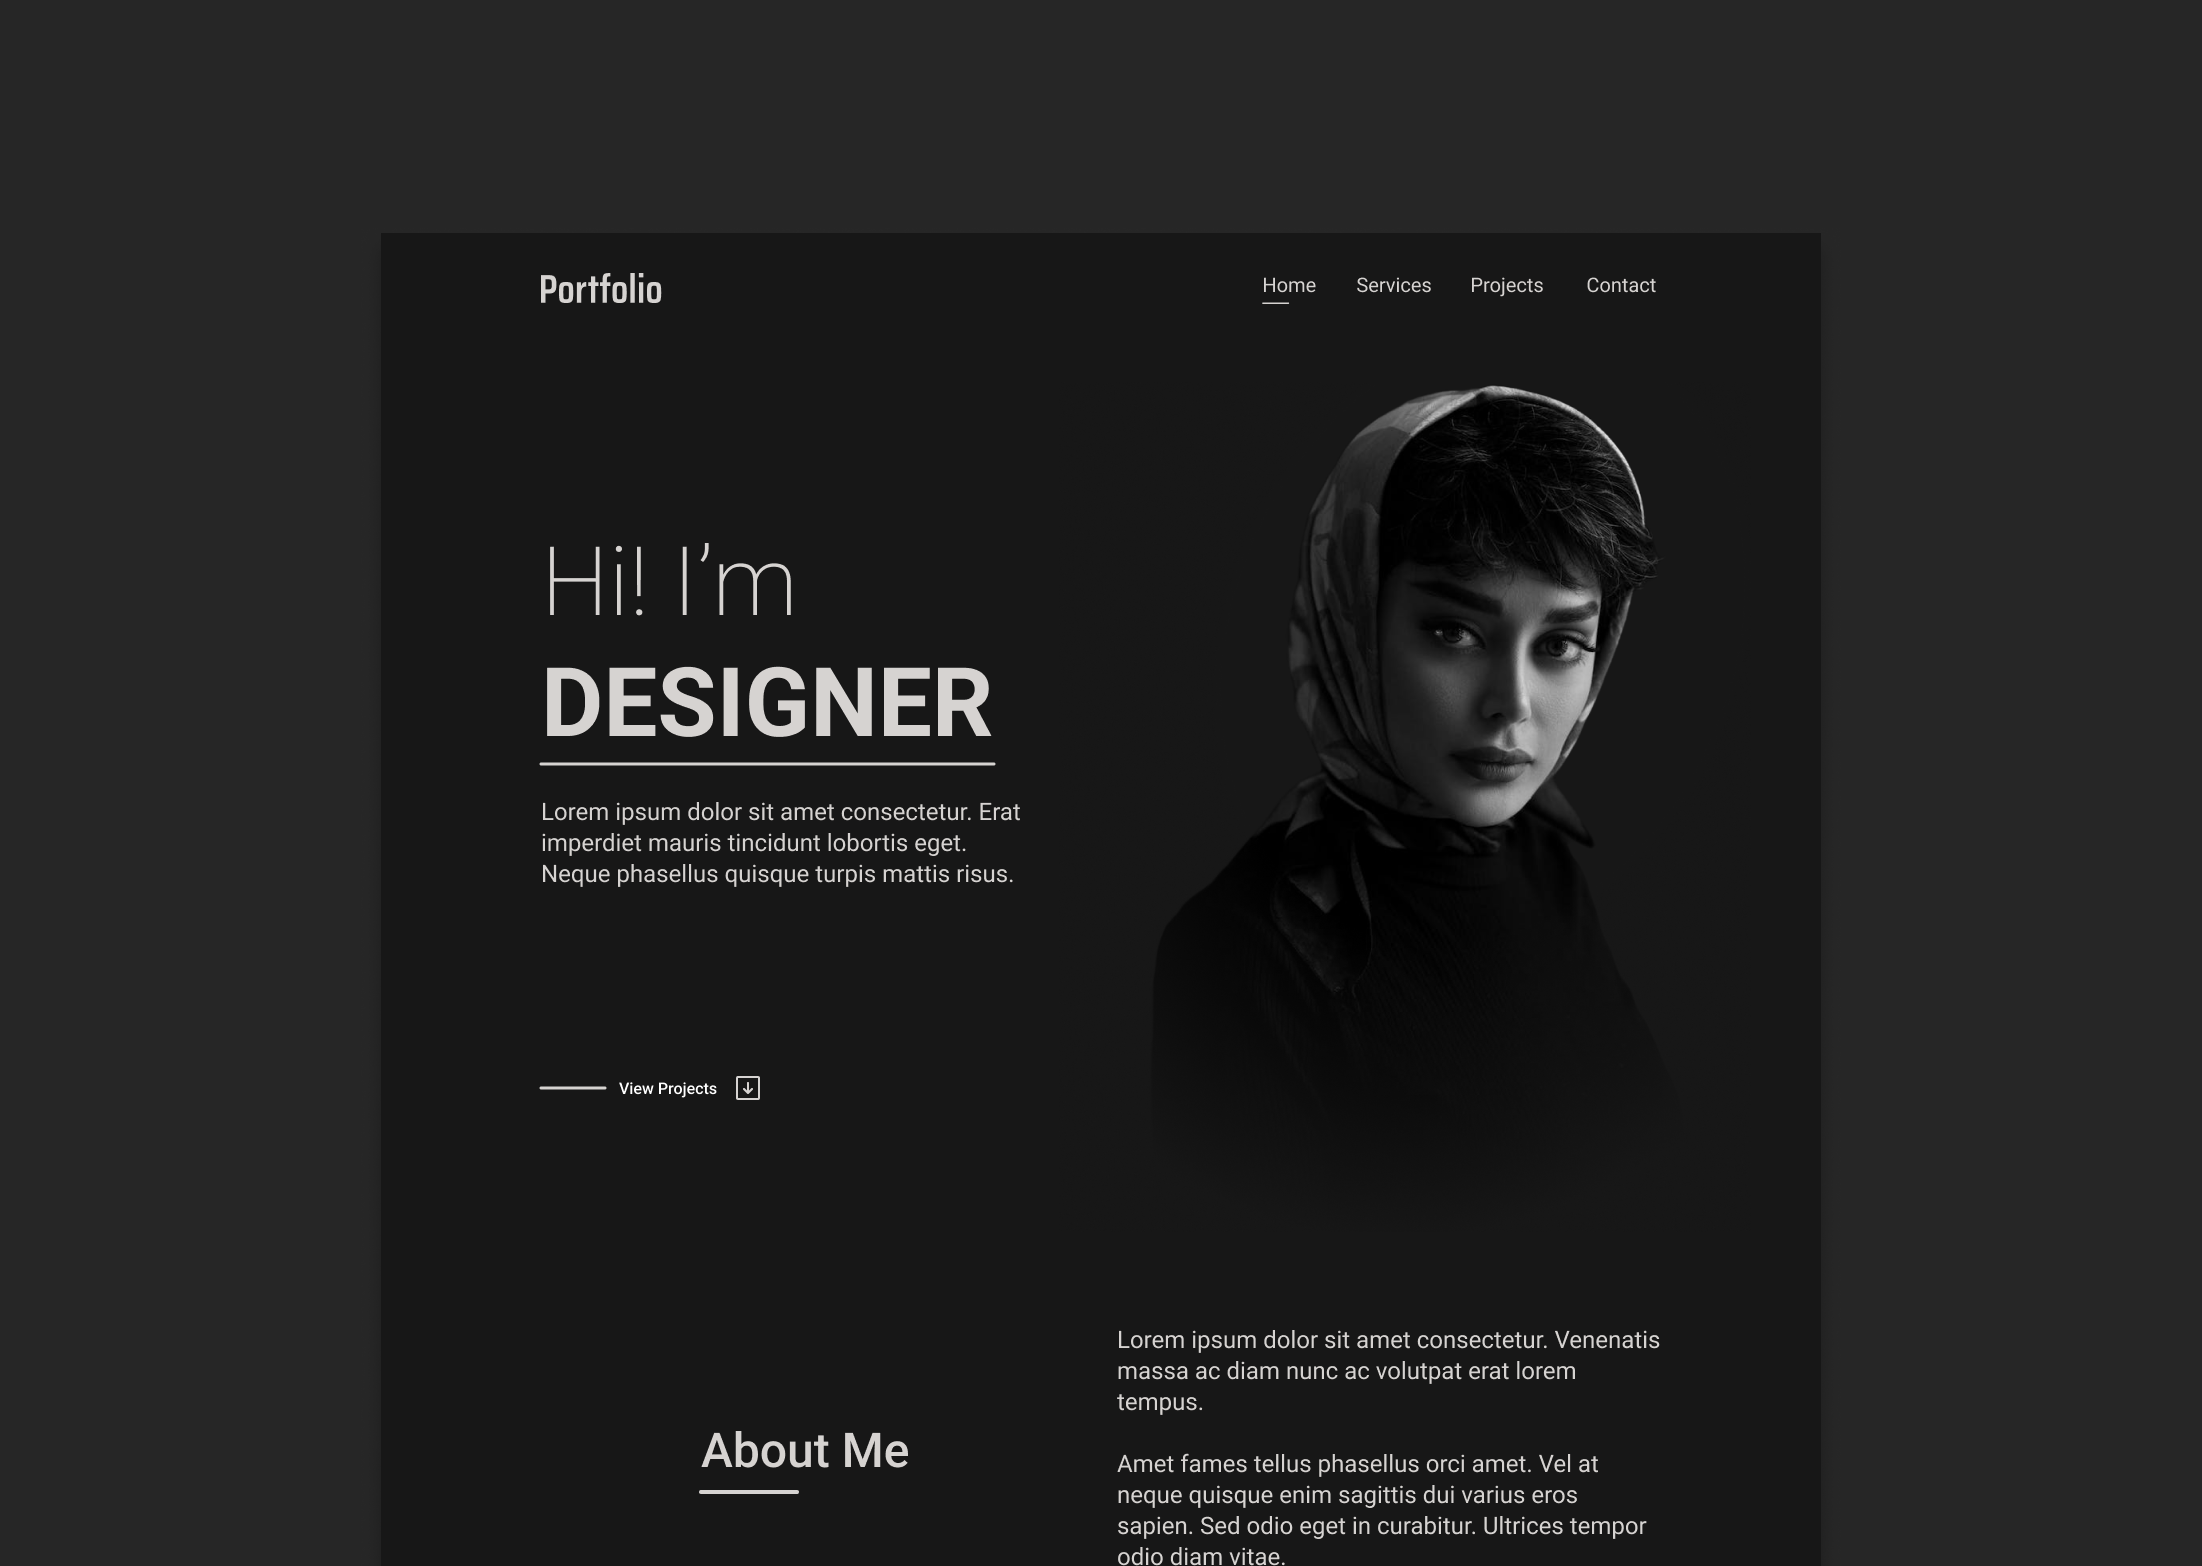 Portfolio
Home Services Projects Contact
Hi! I’m
DESIGNER
Lorem ipsum dolor sit amet consectetur. Erat
imperdiet mauris tincidunt lobortis eget.
Neque phasellus quisque turpis mattis risus.
View Projects
About Me
Lorem ipsum dolor sit amet consectetur. Venenatis
massa ac diam nunc ac volutpat erat lorem
tempus.
Amet fames tellus phasellus orci amet. Vel at
neque quisque enim sagittis dui varius eros
sapien. Sed odio eget in curabitur. Ultrices tempor
odio diam vitae.